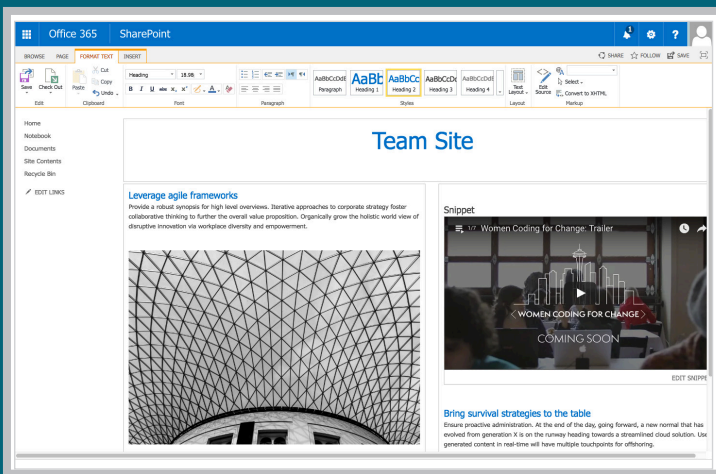 Office 365 SharePoint 1 ?
BROWSE PAGE FORMAT TEXT INSERT SHARE FOLLOW SAVE
Save Check Out Paste Cut Copy Undo
Heading 18.98
B I U abc x, x² A
AaBbCcDdE AaBb AaBbCc AaBbCcDc AaBbCcDdE
Paragraph Heading 1 Heading 2 Heading 3 Heading 4
Text Layout Edit Source Select Convert to XHTML
Edit Clipboard Font Paragraph Styles Layout Markup
Home
Notebook
Documents
Site Contents
Recycle Bin
EDIT LINKS
Team Site
Leverage agile frameworks
Provide a robust synopsis for high level overviews. Iterative approaches to corporate strategy foster
collaborative thinking to further the overall value proposition. Organically grow the holistic world view of
disruptive innovation via workplace diversity and empowerment.
Snippet
1/7 Women Coding for Change: Trailer
<WOMEN CODING FOR CHANGE>
COMING SOON
EDIT SNIPPE
Bring survival strategies to the table
Ensure proactive administration. At the end of the day, going forward, a new normal that has
evolved from generation X is on the runway heading towards a streamlined cloud solution. Use
generated content in real-time will have multiple touchpoints for offshoring.